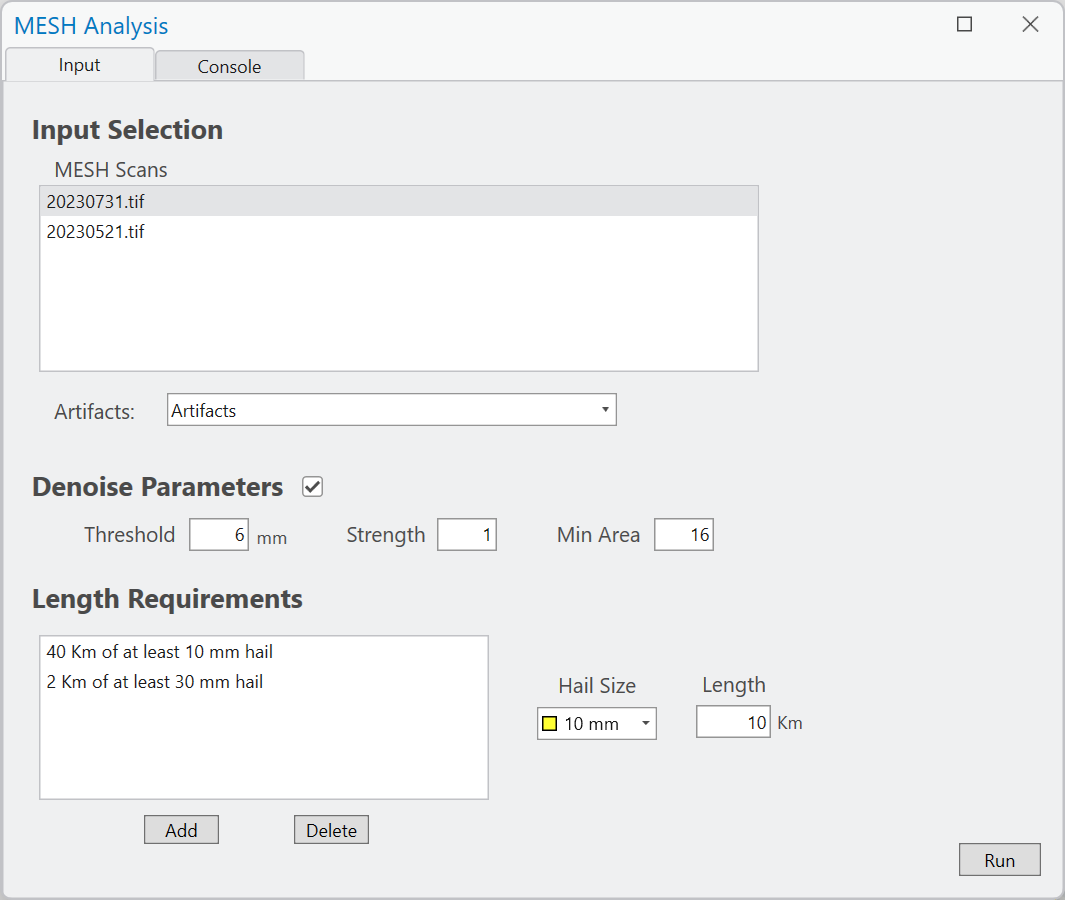 MESH Analysis
Input Console
Input Selection
MESH Scans
20230731.tif
20230521.tif
Artifacts: Artifacts
Denoise Parameters
Threshold 6 mm Strength 1 Min Area 16
Length Requirements
40 Km of at least 10 mm hail
2 Km of at least 30 mm hail
Hail Size Length
10 mm 10 Km
Add Delete
Run